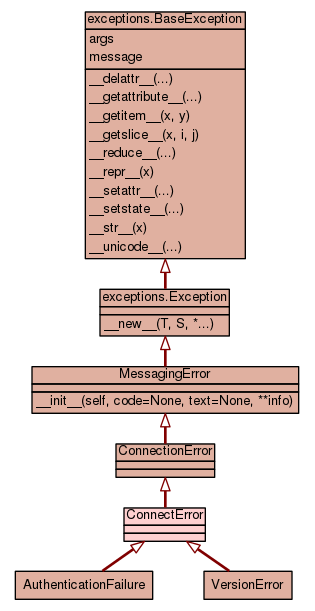 exceptions.BaseException
args
message
__delattr__(...)
__getattribute__(...)
__getitem__(x, y)
__getslice__(x, i, j)
__reduce__(...)
__repr__(x)
__setattr__(...)
__setstate__(...)
__str__(x)
__unicode__(...)
exceptions.Exception
__new__(T, S, *...)
MessagingError
__init__(self, code=None, text=None, **info)
ConnectionError
ConnectError
AuthenticationFailure
VersionError